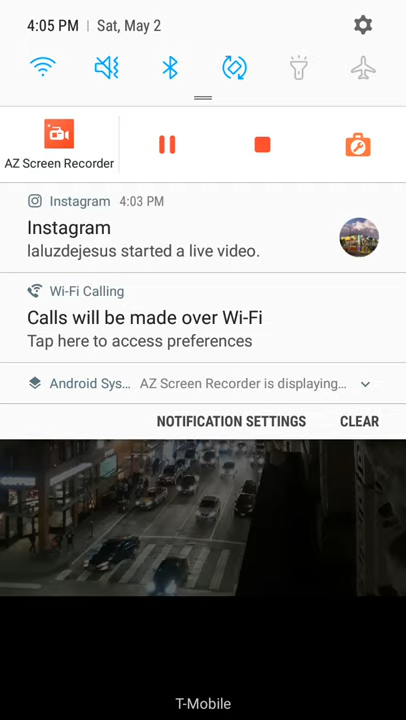 4:05 PM | Sat, May 2
AZ Screen Recorder
Instagram 4:03 PM
Instagram
laluzdejesus started a live video.
Wi-Fi Calling
Calls will be made over Wi-Fi
Tap here to access preferences
Android Sys... AZ Screen Recorder is displaying...
NOTIFICATION SETTINGS CLEAR
T-Mobile